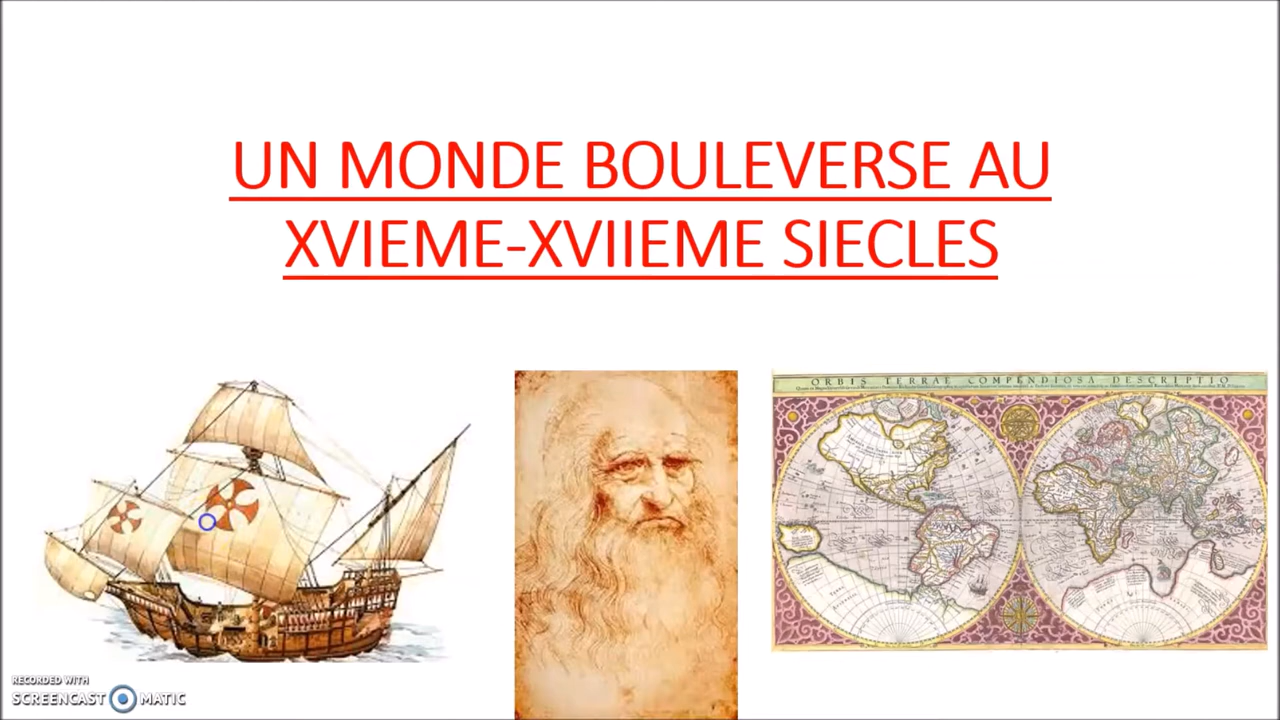 UN MONDE BOULEVERSE AU
XVIEME-XVIIEME SIECLES
ORBIS TERRAE COMPENDIOSA DESCRIPTIO
RECORDED WITH
SCREENCAST MATIC